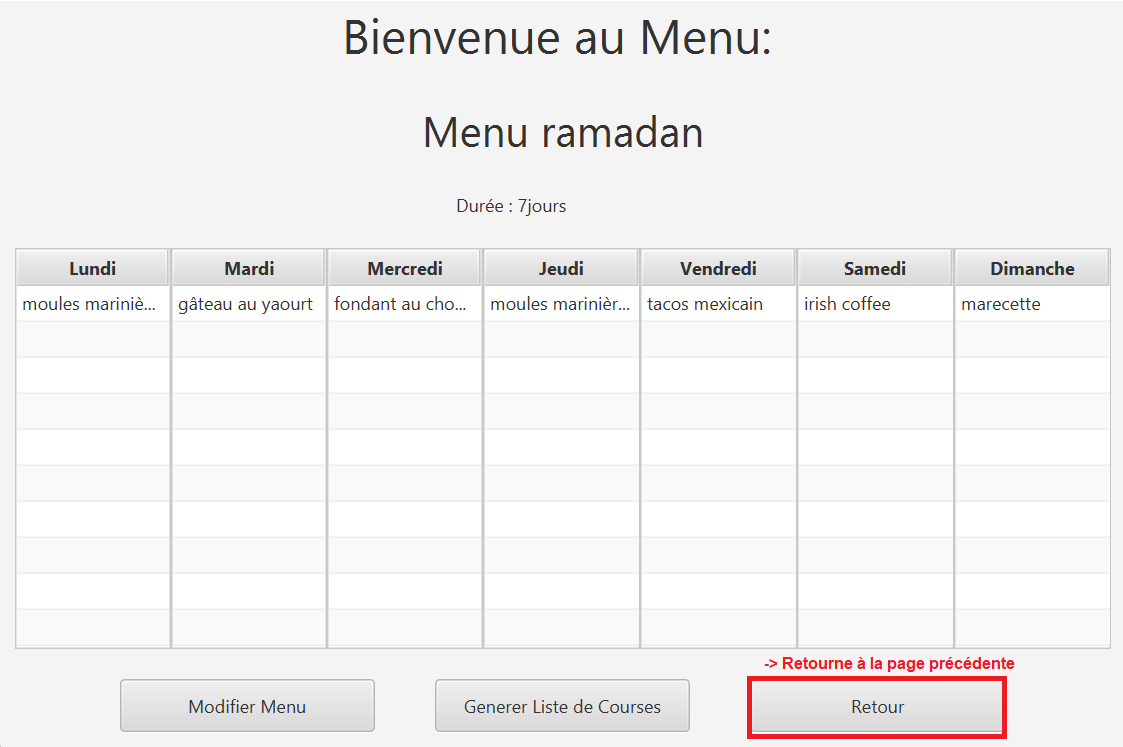 Bienvenue au Menu:
Menu ramadan
Durée : 7jours
Lundi Mardi Mercredi Jeudi Vendredi Samedi Dimanche
moules mariniè... gâteau au yaourt fondant au cho... moules marinièr... tacos mexicain irish coffee marecette
-> Retourne à la page précédente
Modifier Menu Generer Liste de Courses Retour